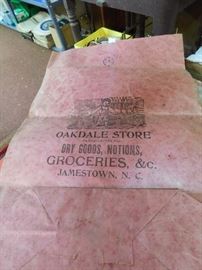 OAKDALE STORE
DRY GOODS, NOTIONS,
GROCERIES, &c.
JAMESTOWN, N. C.